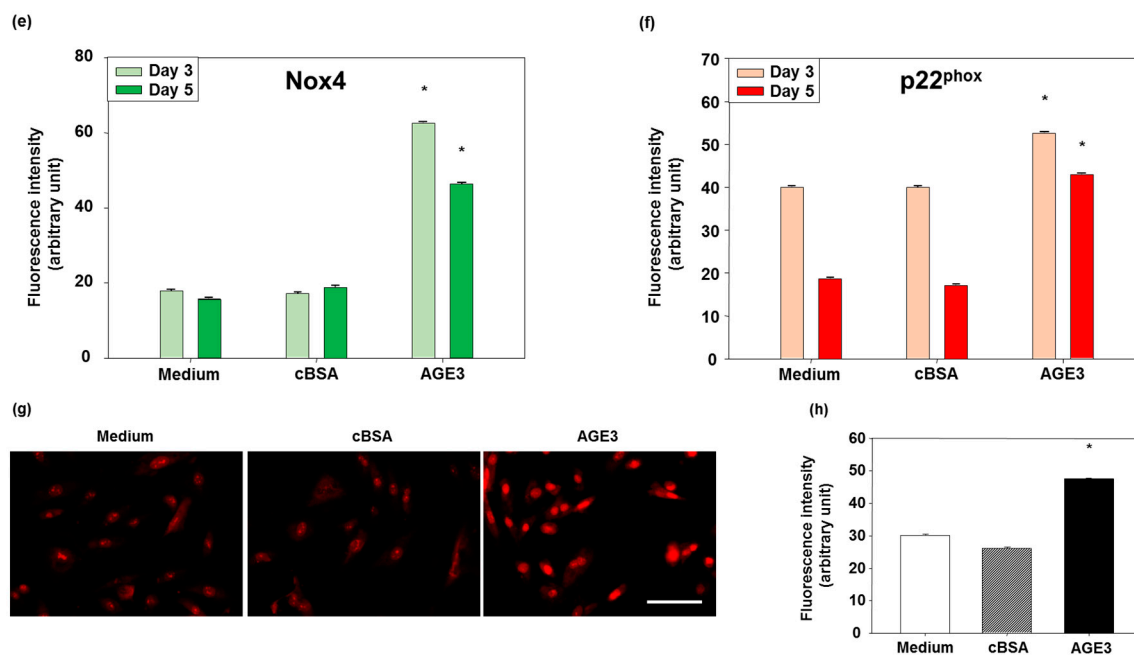 (e)
80
60
40
20
0
Fluorescence intensity
(arbitrary unit)
Day 3
Day 5
Nox4
*
*
Medium cBSA AGE3
(f)
70
60
50
40
30
20
10
0
Fluorescence intensity
(arbitrary unit)
Day 3
Day 5
p22phox
*
*
Medium cBSA AGE3
(g)
Medium cBSA AGE3
(h)
60
50
40
30
20
10
0
Fluorescence intensity
(arbitrary unit)
*
Medium cBSA AGE3